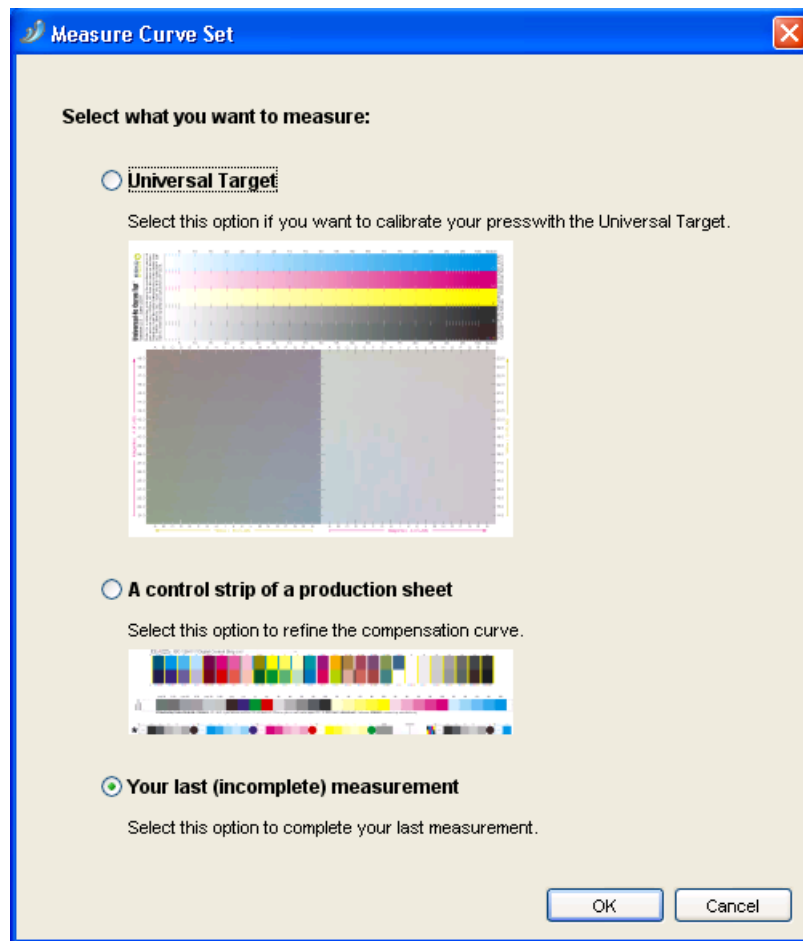 Measure Curve Set
Select what you want to measure:
Universal Target
Select this option if you want to calibrate your presswith the Universal Target.
A control strip of a production sheet
Select this option to refine the compensation curve.
Your last (incomplete) measurement
Select this option to complete your last measurement.
OK
Cancel